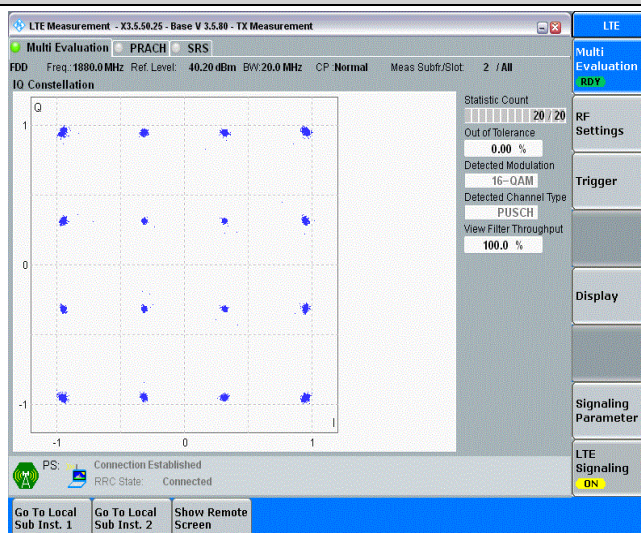 LTE Measurement - X3.5.50.25 - Base V 3.5.80 - TX Measurement
LTE
Multi Evaluation PRACH SRS
Multi
Evaluation
RDY
FDD Freq.:1880.0 MHz Ref. Level: 40.20 dBm BW:20.0 MHz CP :Normal Meas Subfr./Slot: 2 / All
IQ Constellation
Q
1
0
-1
I
-1 0 1
Statistic Count
20 / 20
Out of Tolerance
0.00 %
Detected Modulation
16-QAM
Detected Channel Type
PUSCH
View Filter Throughput
100.0 %
RF
Settings
Trigger
Display
Signaling
Parameter
LTE
Signaling
ON
PS: Connection Established
RRC State: Connected
Go To Local
Sub Inst. 1
Go To Local
Sub Inst. 2
Show Remote
Screen